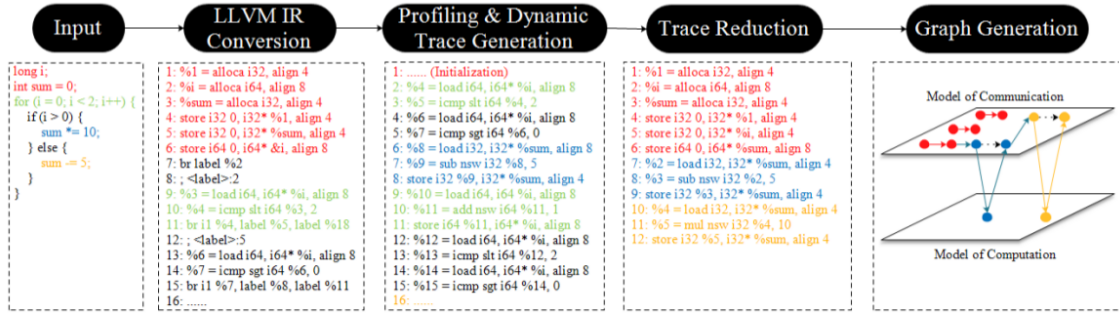 Input
LLVM IR
Conversion
Profiling & Dynamic
Trace Generation
Trace Reduction
Graph Generation
long i;
int sum = 0;
for (i = 0; i < 2; i++) {
if (i > 0) {
sum *= 10;
} else {
sum -= 5;
}
}
1: %1 = alloca i32, align 4
2: %i = alloca i64, align 8
3: %sum = alloca i32, align 4
4: store i32 0, i32* %1, align 4
5: store i32 0, i32* %sum, align 4
6: store i64 0, i64* &i, align 8
7: br label %2
8: ; <label>:2
9: %3 = load i64, i64* %i, align 8
10: %4 = icmp slt i64 %3, 2
11: br i1 %4, label %5, label %18
12: ; <label>:5
13: %6 = load i64, i64* %i, align 8
14: %7 = icmp sgt i64 %6, 0
15: br i1 %7, label %8, label %11
16: ......
1: ...... (Initialization)
2: %4 = load i64, i64* %i, align 8
3: %5 = icmp slt i64 %4, 2
4: %6 = load i64, i64* %i, align 8
5: %7 = icmp sgt i64 %6, 0
6: %8 = load i32, i32* %sum, align 8
7: %9 = sub nsw i32 %8, 5
8: store i32 %9, i32* %sum, align 4
9: %10 = load i64, i64* %i, align 8
10: %11 = add nsw i64 %11, 1
11: store i64 %11, i64* %i, align 8
12: %12 = load i64, i64* %i, align 8
13: %13 = icmp slt i64 %12, 2
14: %14 = load i64, i64* %i, align 8
15: %15 = icmp sgt i64 %14, 0
16: ......
1: %1 = alloca i32, align 4
2: %i = alloca i64, align 8
3: %sum = alloca i32, align 4
4: store i32 0, i32* %1, align 4
5: store i32 0, i32* %i, align 4
6: store i64 0, i64* %sum, align 8
7: %2 = load i32, i32* %sum, align 4
8: %3 = sub nsw i32 %2, 5
9: store i32 %3, i32* %sum, align 4
10: %4 = load i32, i32* %sum, align 4
11: %5 = mul nsw i32 %4, 10
12: store i32 %5, i32* %sum, align 4
Model of Communication
Model of Computation